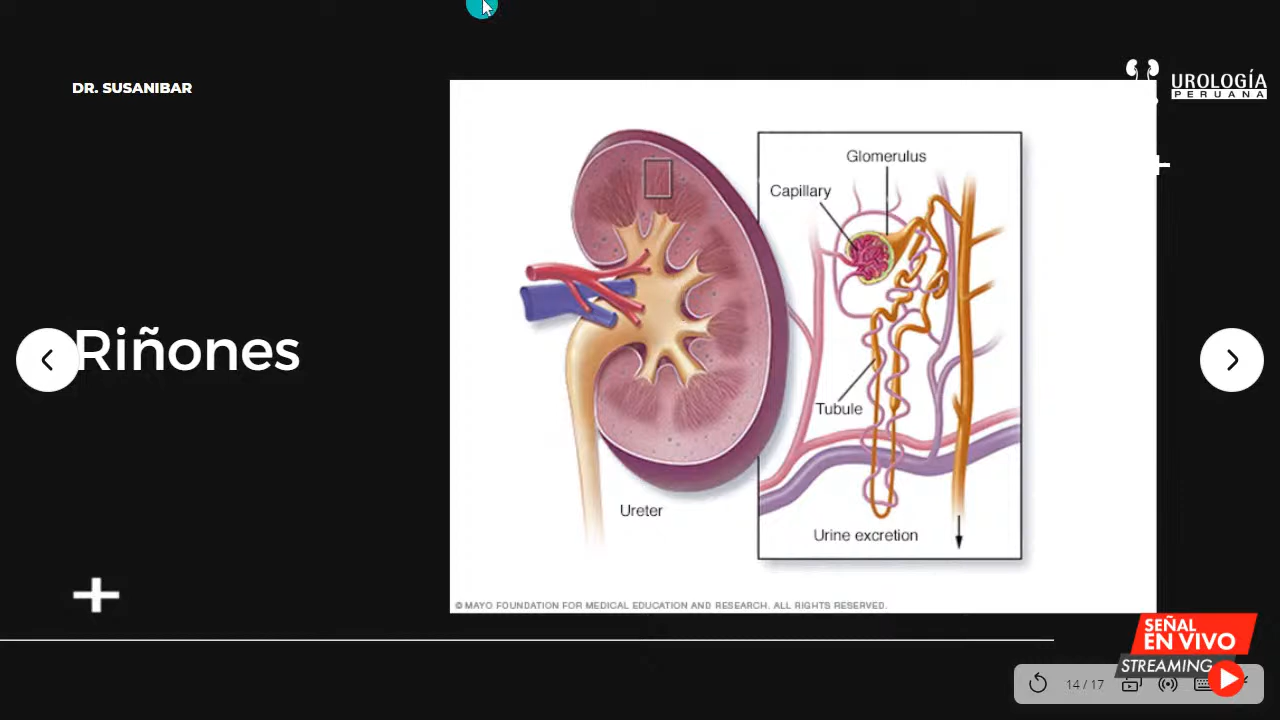 DR. SUSANIBAR
UROLOGÍA
PERUANA
Riñones
Glomerulus
Capillary
Tubule
Ureter
Urine excretion
© MAYO FOUNDATION FOR MEDICAL EDUCATION AND RESEARCH. ALL RIGHTS RESERVED.
SEÑAL
EN VIVO
STREAMING
14 / 17